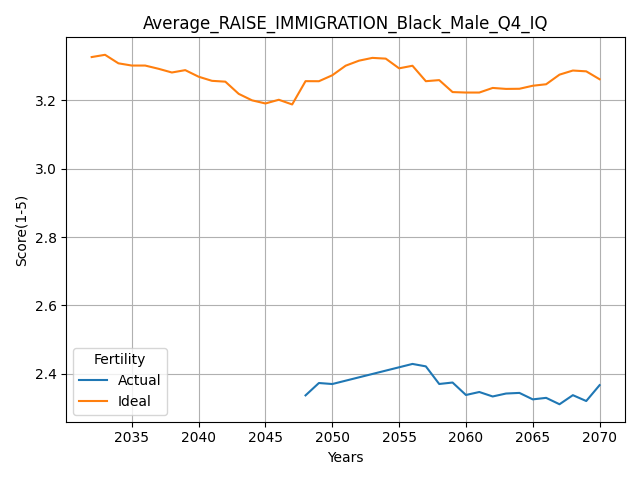 Average_RAISE_IMMIGRATION_Black_Male_Q4_IQ
Score(1-5)
3.2
3.0
2.8
2.6
2.4
Fertility
Actual
Ideal
2035 2040 2045 2050 2055 2060 2065 2070
Years